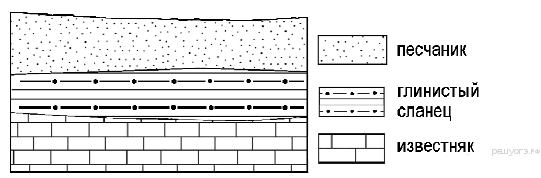 песчаник
глинистый
сланец
известняк
решуогэ.рф